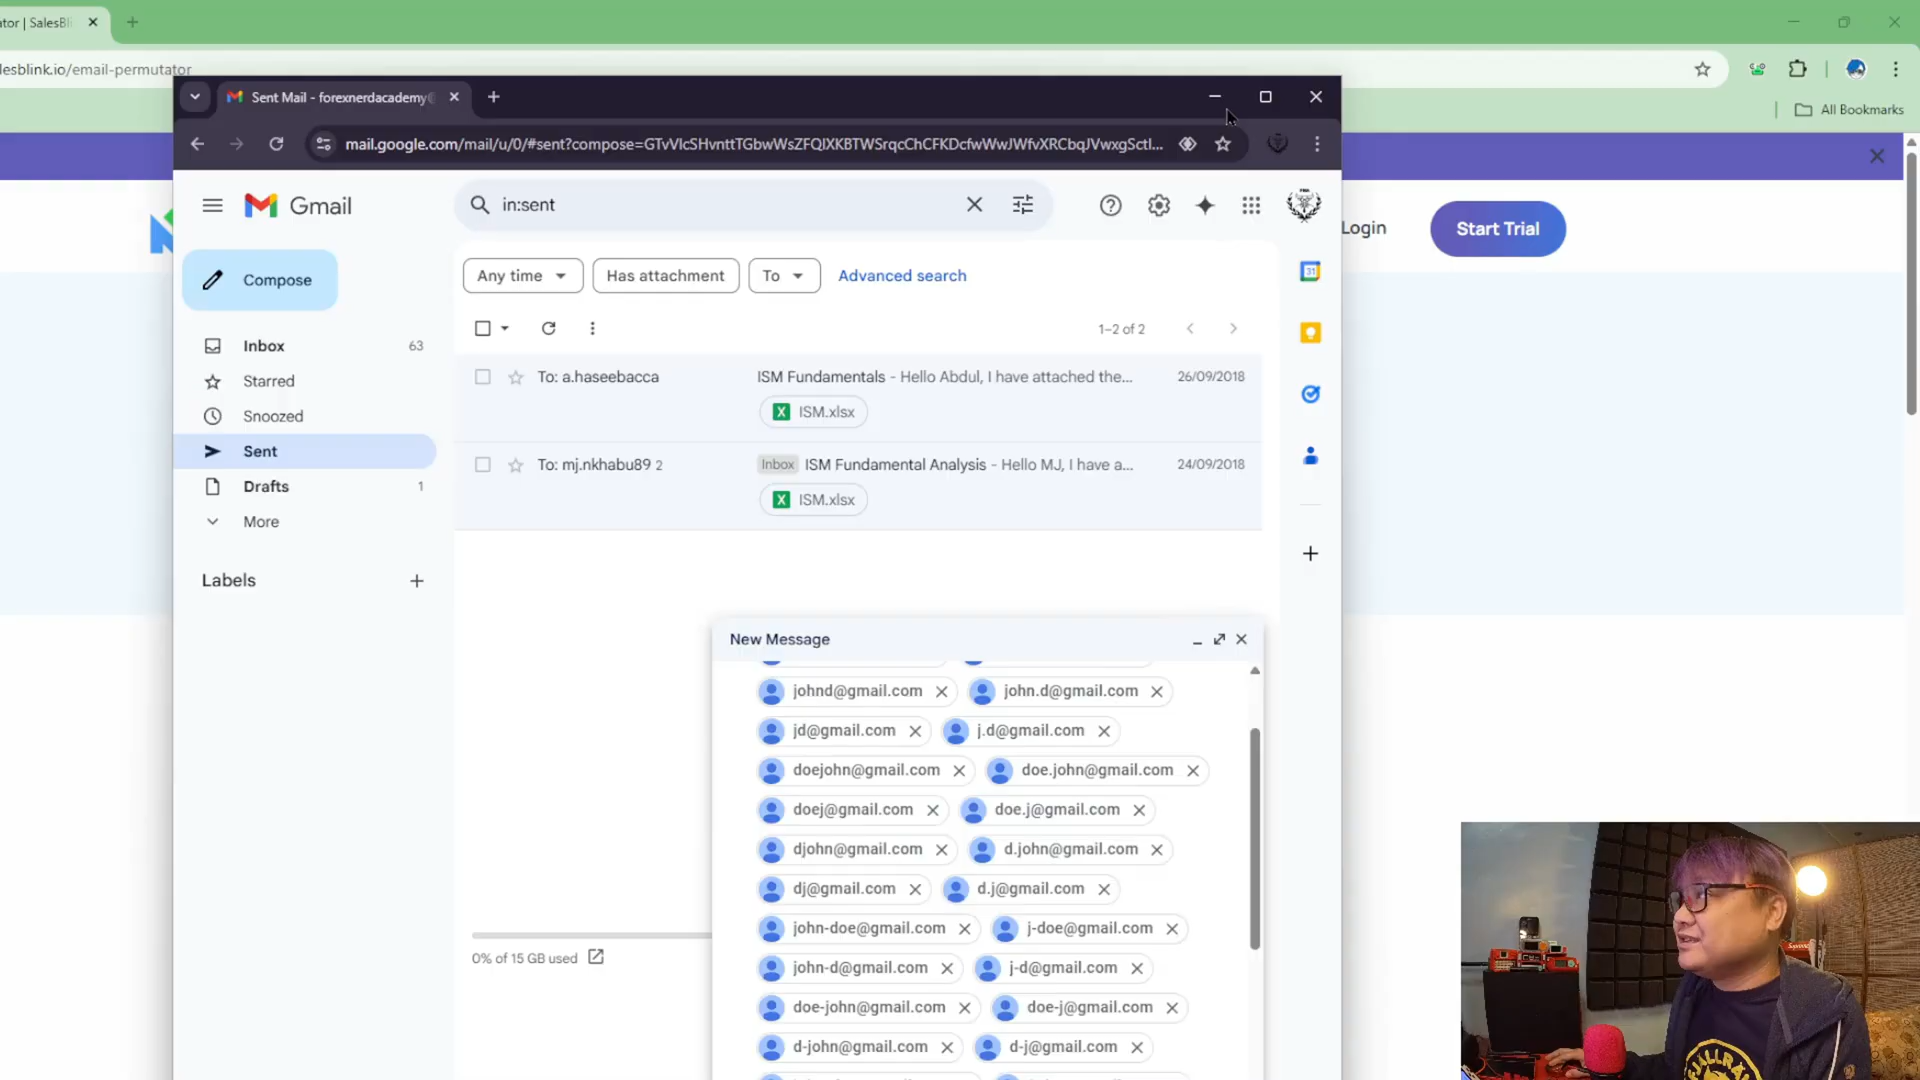 ator | SalesBli
lesblink.io/email-permutator
All Bookmarks
Sent Mail - forexnerdacademy@
mail.google.com/mail/u/0/#sent?compose=GTvVlcSHvnttTGbwWsZFQlXKBTWSrqcChCFKDcfwWwJWfvXRCbqJVwxgSctl...
Login
Start Trial
Gmail
in:sent
Compose
Any time
Has attachment
To
Advanced search
1–2 of 2
Inbox 63
Starred
Snoozed
Sent
Drafts 1
More
Labels
To: a.haseebacca ISM Fundamentals - Hello Abdul, I have attached the... 26/09/2018
ISM.xlsx
To: mj.nkhabu89 2 Inbox ISM Fundamental Analysis - Hello MJ, I have a... 24/09/2018
ISM.xlsx
31
0% of 15 GB used
New Message
johnd@gmail.com john.d@gmail.com
jd@gmail.com j.d@gmail.com
doejohn@gmail.com doe.john@gmail.com
doej@gmail.com doe.j@gmail.com
djohn@gmail.com d.john@gmail.com
dj@gmail.com d.j@gmail.com
john-doe@gmail.com j-doe@gmail.com
john-d@gmail.com j-d@gmail.com
doe-john@gmail.com doe-j@gmail.com
d-john@gmail.com d-j@gmail.com
Supreme
FJÄLLRÄ